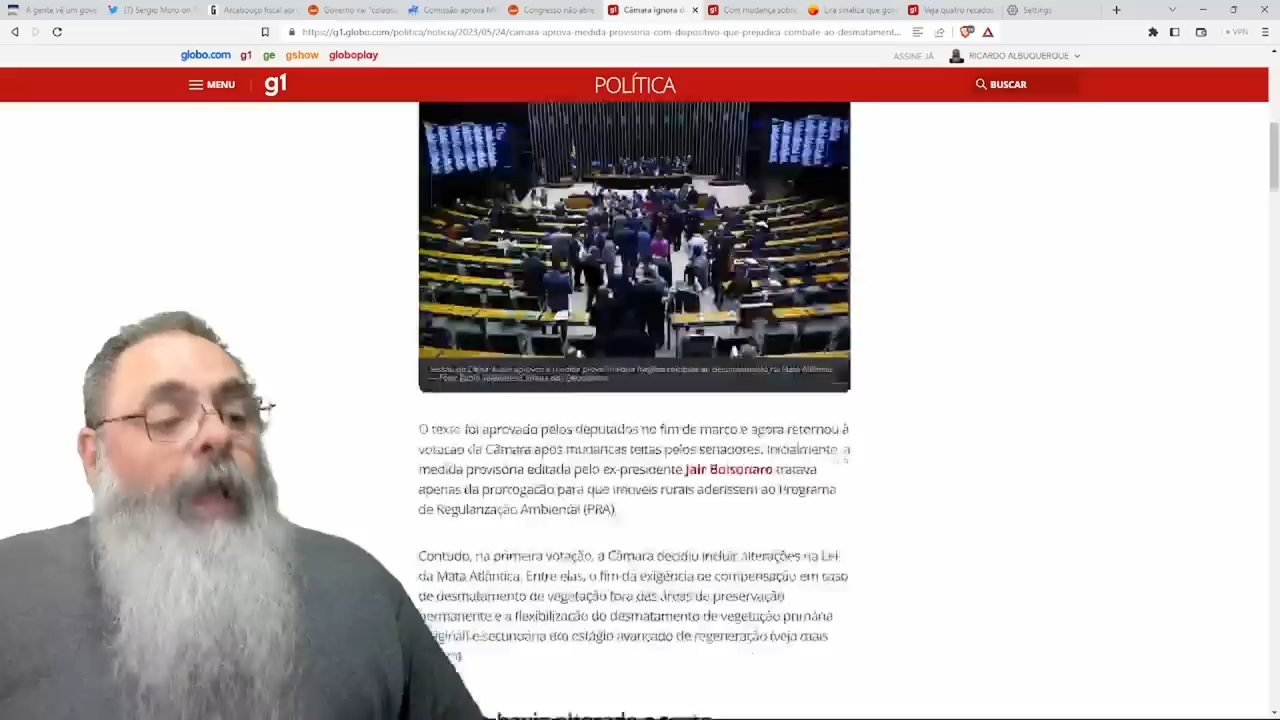 A gente vê um gove
(1) Sergio Moro on T
Arcabouço fiscal apr
Governo vai "colaps
Comissão aprova MP
Congresso não abre
Câmara ignora d
Com mudança sobre
Lira sinaliza que gov
Veja quatro recados
Settings
https://g1.globo.com/politica/noticia/2023/05/24/camara-aprova-medida-provisoria-com-dispositivo-que-prejudica-combate-ao-desmatament...
VPN
globo.com g1 ge gshow globoplay
ASSINE JÁ
RICARDO ALBUQUERQUE
MENU
g1
POLÍTICA
BUSCAR
O texto foi aprovado pelos deputados no fim de março e agora retornou à
votação da Câmara após mudanças feitas pelos senadores. Inicialmente, a
medida provisória editada pelo ex-presidente Jair Bolsonaro tratava
apenas da prorrogação para que imóveis rurais aderissem ao Programa
de Regularização Ambiental (PRA).
Contudo, na primeira votação, a Câmara decidiu incluir alterações na Lei
da Mata Atlântica. Entre elas, o fim da exigência de compensação em caso
de desmatamento de vegetação fora das áreas de preservação
permanente e a flexibilização do desmatamento de vegetação primária
e secundária em estágio avançado de regeneração (veja mais